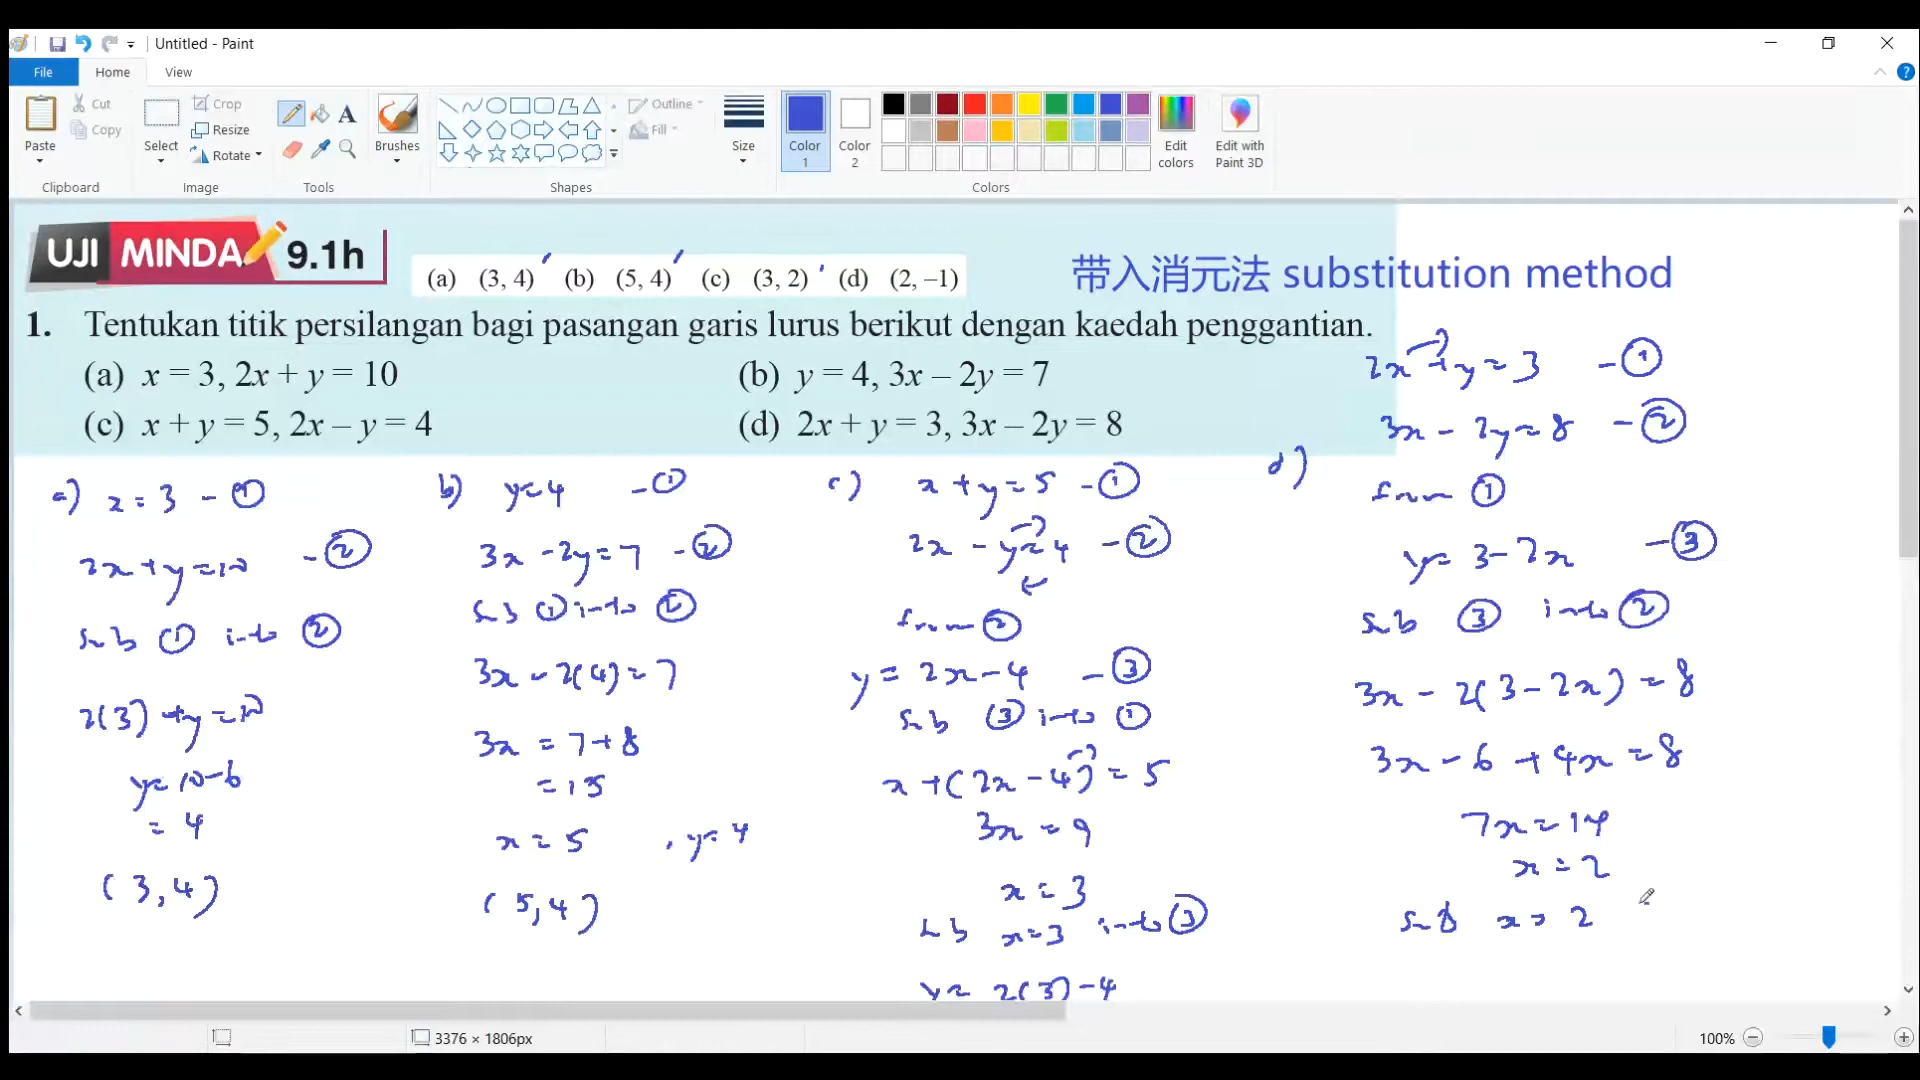 Untitled - Paint
File Home View
Paste
Cut
Copy
Clipboard
Select
Crop
Resize
Rotate
Image
Tools
Brushes
Shapes
Outline
Fill
Size
Color 1
Color 2
Edit colors
Edit with Paint 3D
Colors
UJI MINDA 9.1h
(a) (3, 4) (b) (5, 4) (c) (3, 2) (d) (2, –1)
带入消元法 substitution method
1. Tentukan titik persilangan bagi pasangan garis lurus berikut dengan kaedah penggantian.
(a) x = 3, 2x + y = 10 (b) y = 4, 3x – 2y = 7
(c) x + y = 5, 2x – y = 4 (d) 2x + y = 3, 3x – 2y = 8
a) x = 3 - ①
2x + y = 10 - ②
sub ① into ②
2(3) + y = 10
y = 10 - 6
= 4
(3, 4)
b) y = 4 - ①
3x - 2y = 7 - ②
sub ① into ②
3x - 2(4) = 7
3x = 7 + 8
= 15
x = 5 , y = 4
(5, 4)
c) x + y = 5 - ①
2x - y = 4 - ②
from ②
y = 2x - 4 - ③
sub ③ into ①
x + (2x - 4) = 5
3x = 9
x = 3
sub x = 3 into ③
y = 2(3) - 4
d) 2x + y = 3 - ①
3x - 2y = 8 - ②
from ①
y = 3 - 2x - ③
sub ③ into ②
3x - 2(3 - 2x) = 8
3x - 6 + 4x = 8
7x = 14
x = 2
sub x = 2
3376 × 1806px
100%